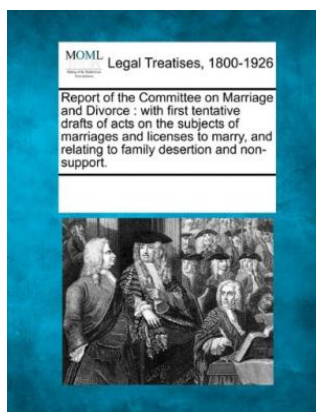 MOML Legal Treatises, 1800-1926
Report of the Committee on Marriage
and Divorce : with first tentative
drafts of acts on the subjects of
marriages and licenses to marry, and
relating to family desertion and non-
support.